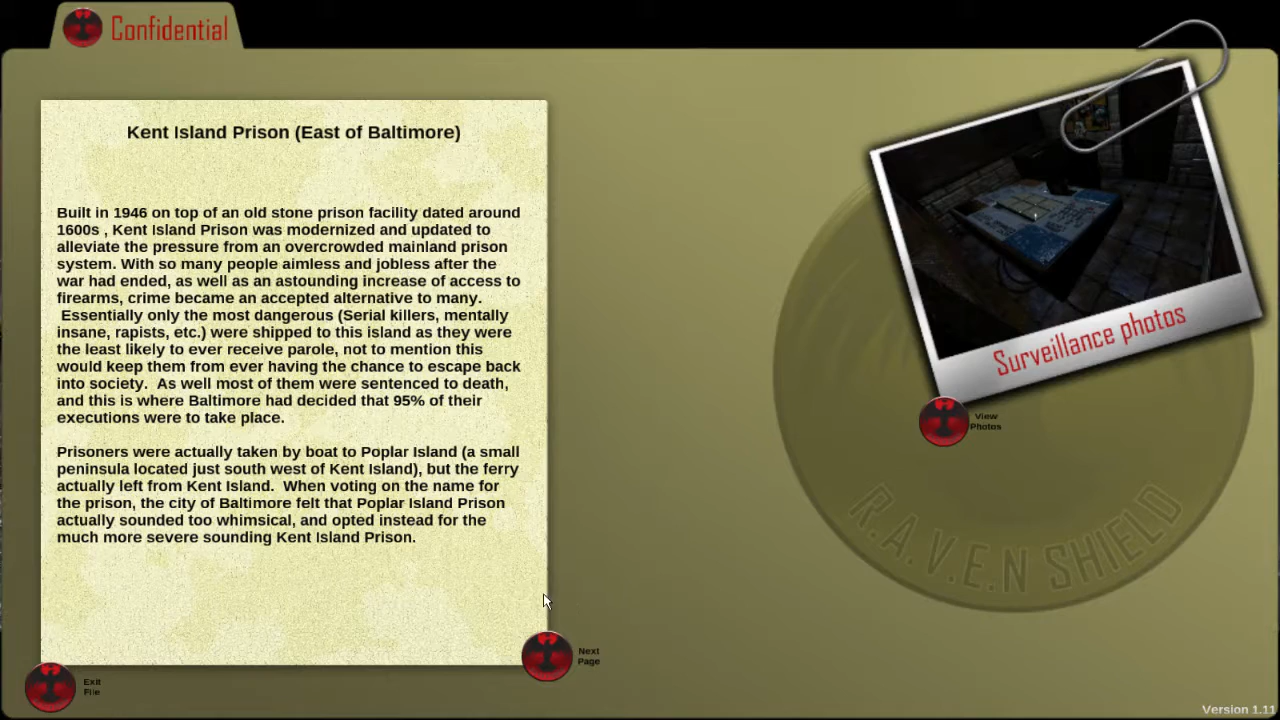 Confidential
Kent Island Prison (East of Baltimore)
Built in 1946 on top of an old stone prison facility dated around
1600s , Kent Island Prison was modernized and updated to
alleviate the pressure from an overcrowded mainland prison
system. With so many people aimless and jobless after the
war had ended, as well as an astounding increase of access to
firearms, crime became an accepted alternative to many.
Essentially only the most dangerous (Serial killers, mentally
insane, rapists, etc.) were shipped to this island as they were
the least likely to ever receive parole, not to mention this
would keep them from ever having the chance to escape back
into society.  As well most of them were sentenced to death,
and this is where Baltimore had decided that 95% of their
executions were to take place.
Prisoners were actually taken by boat to Poplar Island (a small
peninsula located just south west of Kent Island), but the ferry
actually left from Kent Island.  When voting on the name for
the prison, the city of Baltimore felt that Poplar Island Prison
actually sounded too whimsical, and opted instead for the
much more severe sounding Kent Island Prison.
Surveillance photos
View
Photos
R.A.V.E.N SHIELD
Next
Page
Exit
File
Version 1.11